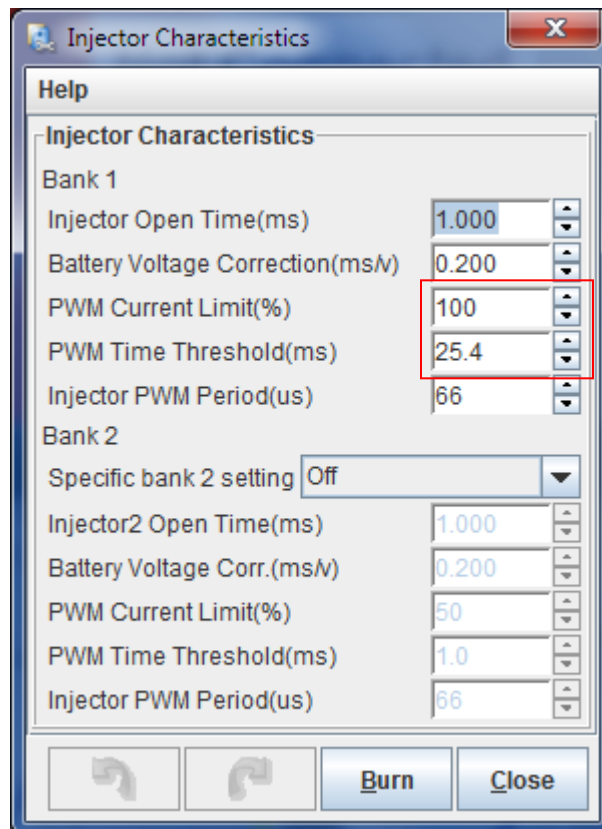 Injector Characteristics
X
Help
Injector Characteristics
Bank 1
Injector Open Time(ms) 1.000
Battery Voltage Correction(ms/v) 0.200
PWM Current Limit(%) 100
PWM Time Threshold(ms) 25.4
Injector PWM Period(us) 66
Bank 2
Specific bank 2 setting Off
Injector2 Open Time(ms) 1.000
Battery Voltage Corr.(ms/v) 0.200
PWM Current Limit(%) 50
PWM Time Threshold(ms) 1.0
Injector PWM Period(us) 66
Burn Close